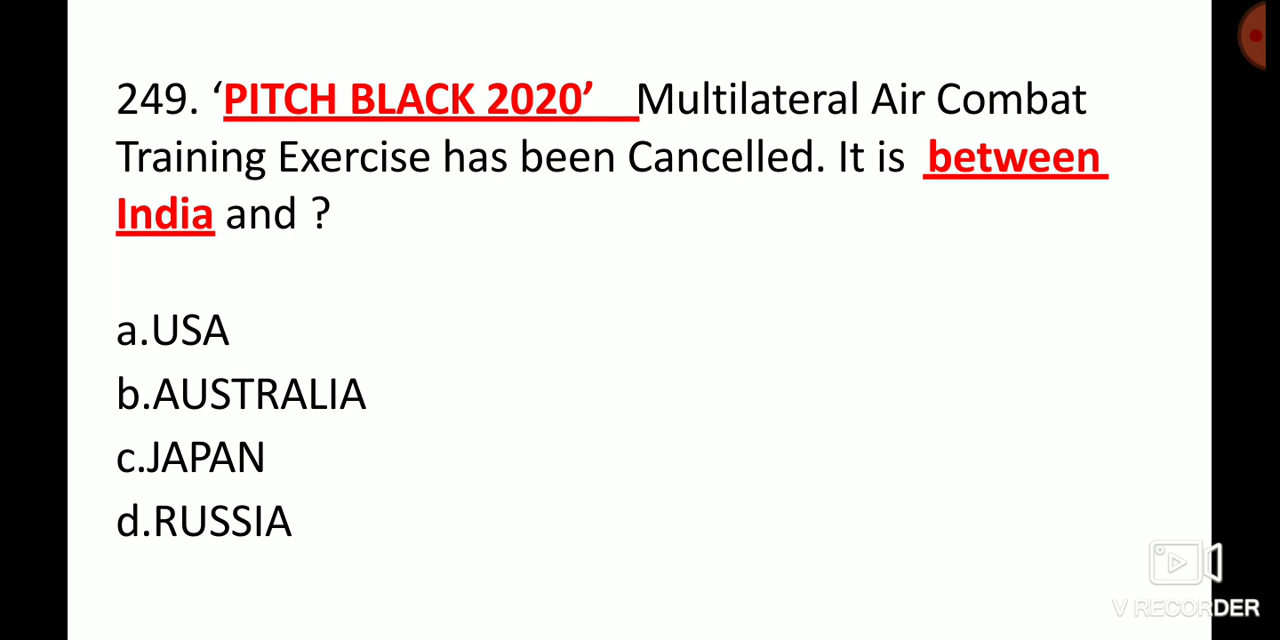 249. ‘PITCH BLACK 2020’ Multilateral Air Combat
Training Exercise has been Cancelled. It is between
India and ?
a.USA
b.AUSTRALIA
c.JAPAN
d.RUSSIA
V RECORDER